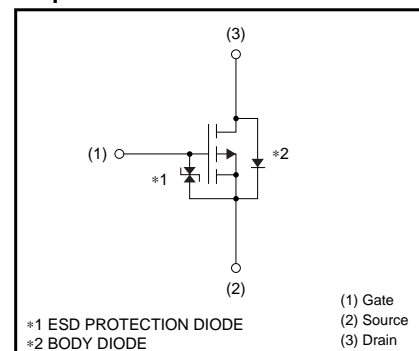 (3)
(1)
∗2
∗1
(2)
∗1 ESD PROTECTION DIODE
∗2 BODY DIODE
(1) Gate
(2) Source
(3) Drain